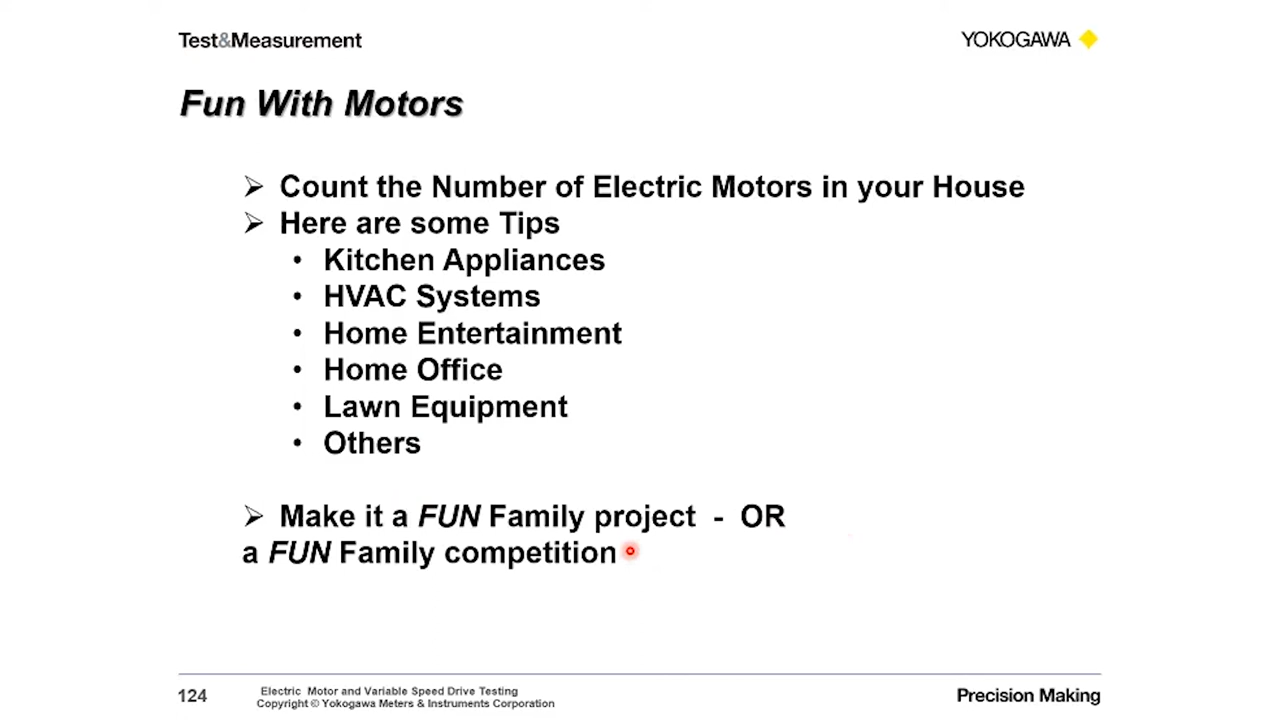 Test&Measurement
YOKOGAWA
Fun With Motors
➢ Count the Number of Electric Motors in your House
➢ Here are some Tips
• Kitchen Appliances
• HVAC Systems
• Home Entertainment
• Home Office
• Lawn Equipment
• Others
➢ Make it a FUN Family project - OR
a FUN Family competition
124
Electric Motor and Variable Speed Drive Testing
Copyright © Yokogawa Meters & Instruments Corporation
Precision Making